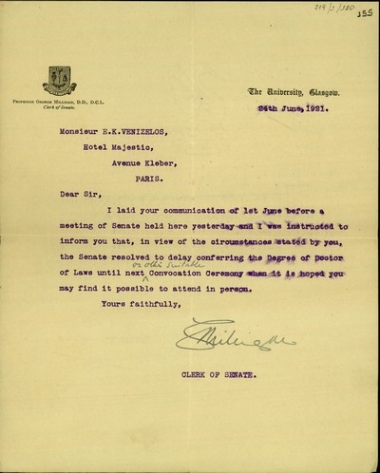 155
The University, Glasgow.
24th June, 1921.
PROFESSOR GEORGE MILLIGAN, D.D., D.C.L.
Clerk of Senate.
Monsieur E.K.VENIZELOS,
Hotel Majestic,
Avenue Kleber,
PARIS.
Dear Sir,
I laid your communication of 1st June before a
meeting of Senate held here yesterday and I was instructed to
inform you that, in view of the circumstances stated by you,
the Senate resolved to delay conferring the Degree of Doctor
or other suitable
of Laws until next Convocation Ceremony when it is hoped you
may find it possible to attend in person.
Yours faithfully,
CLERK OF SENATE.